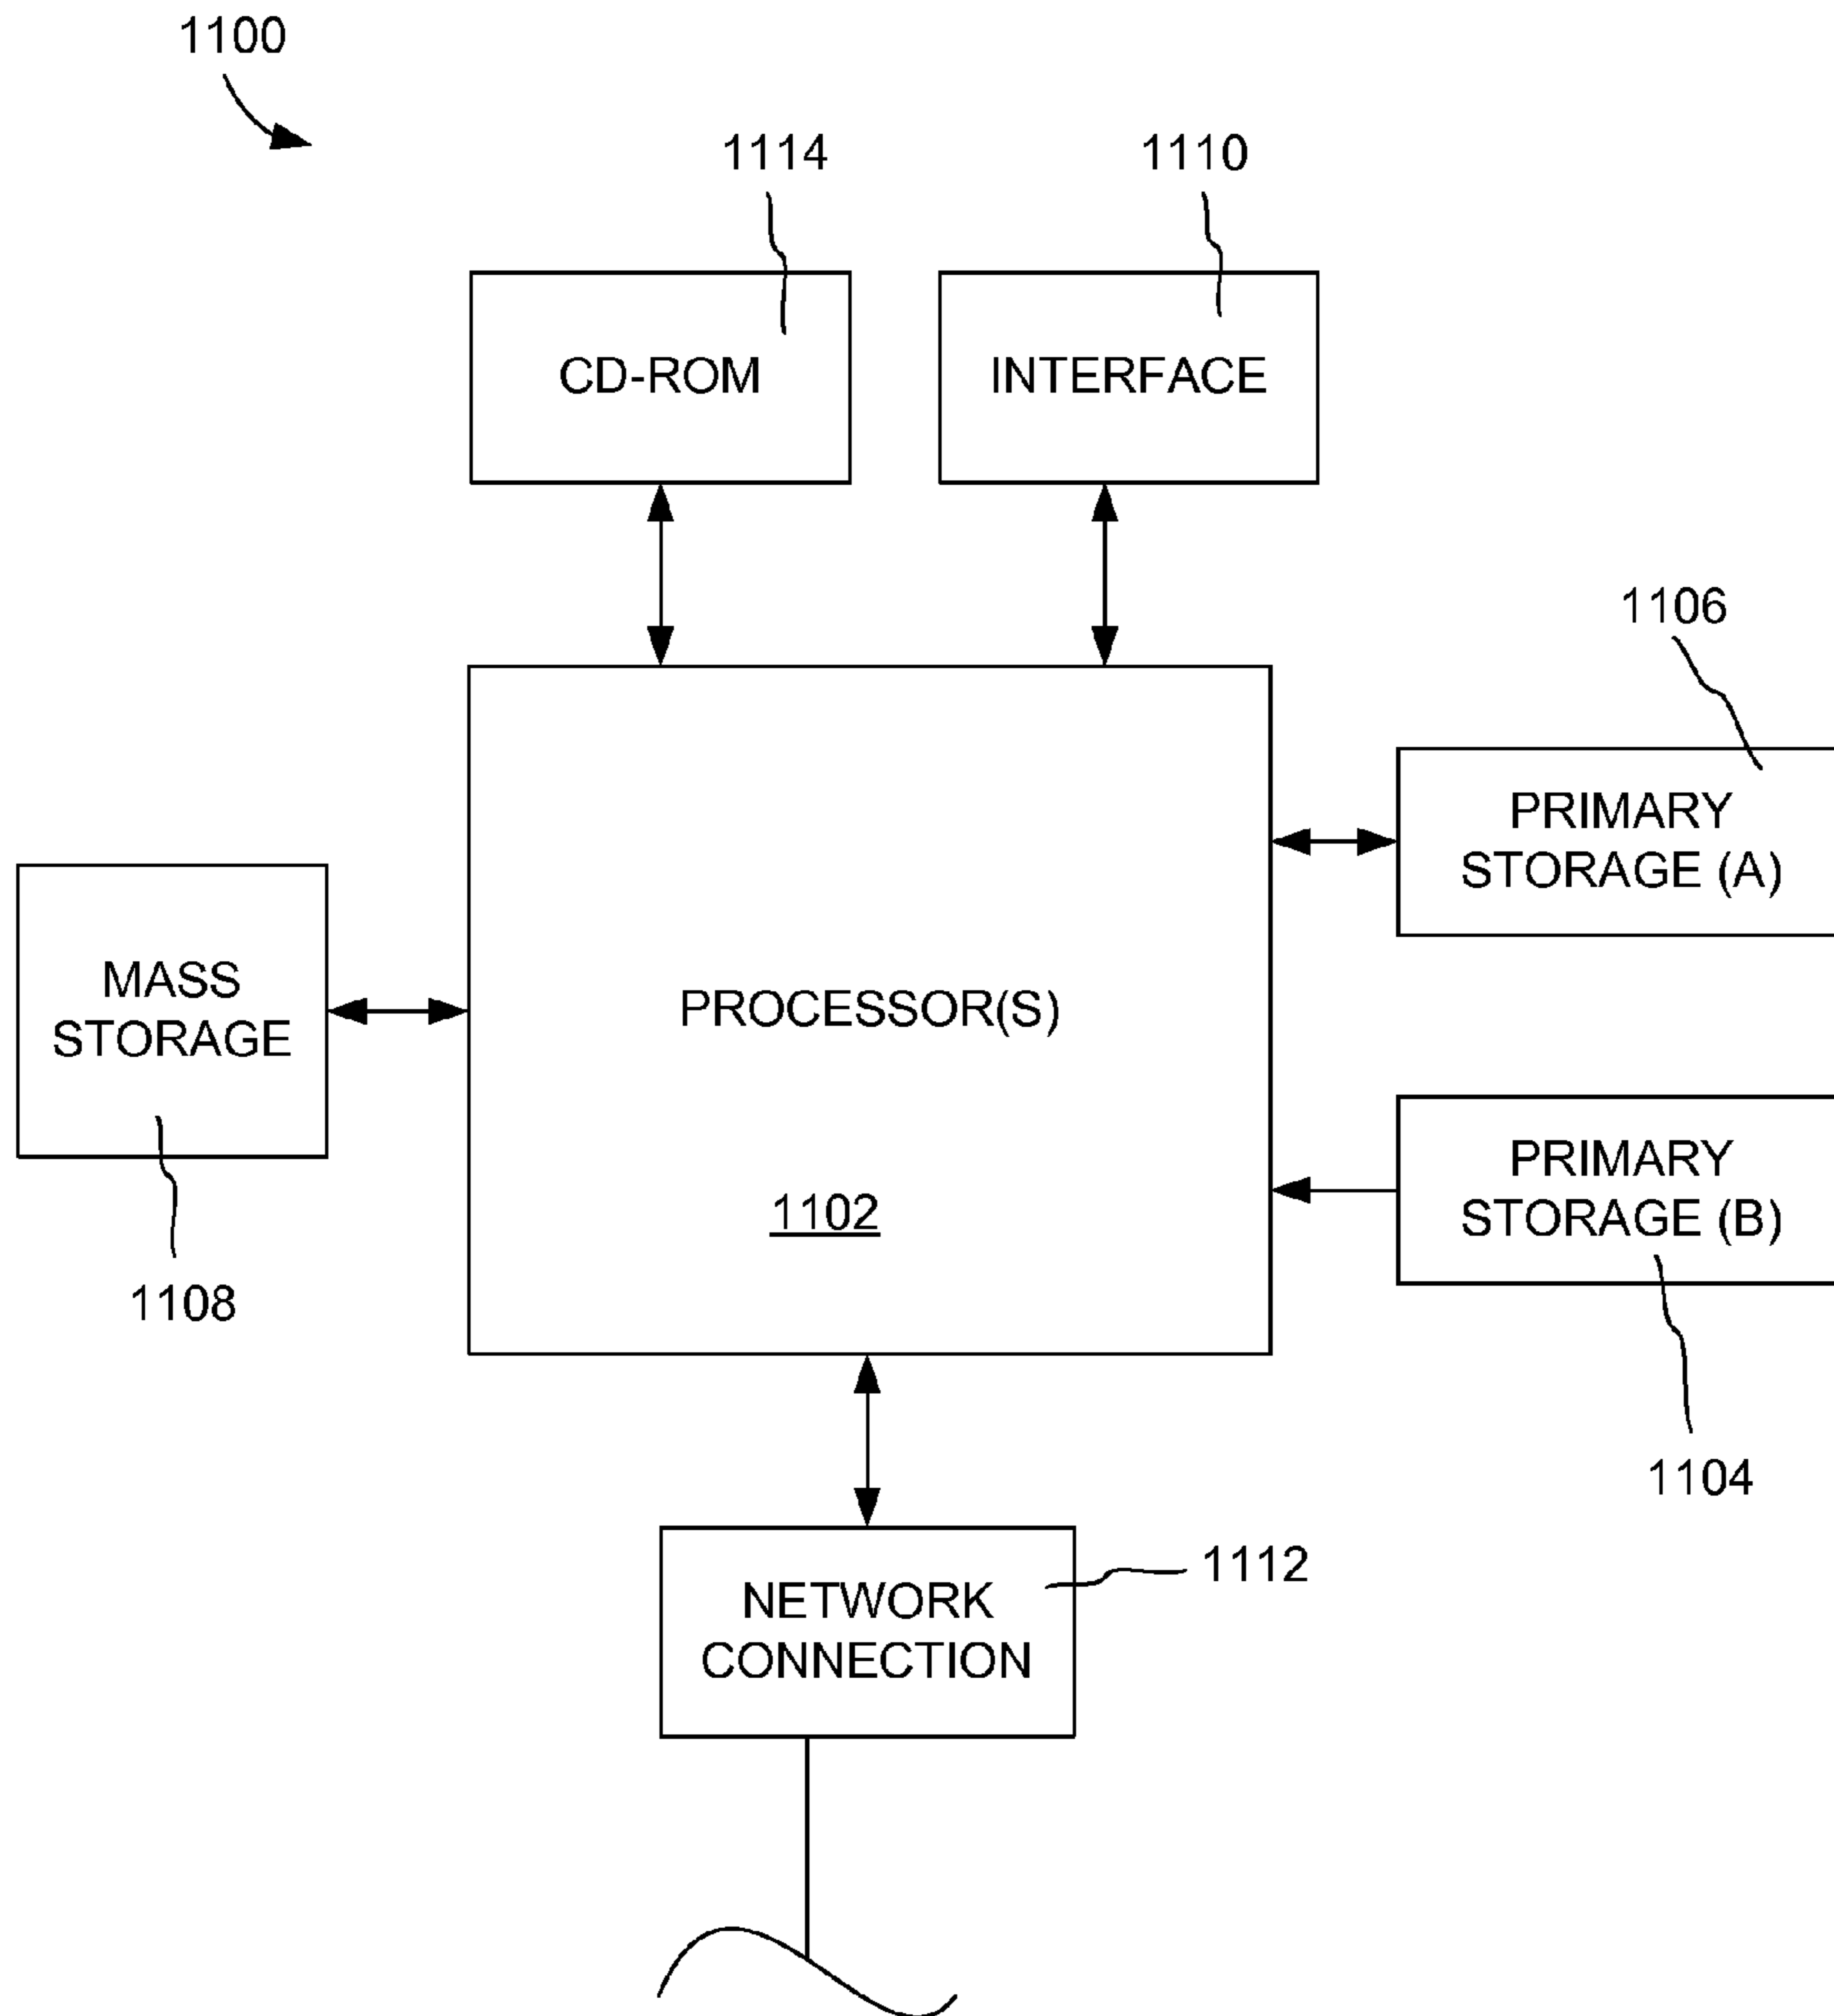 1100
1114
1110
CD-ROM
INTERFACE
1106
PRIMARY
STORAGE (A)
MASS
STORAGE
PROCESSOR(S)
PRIMARY
STORAGE (B)
1102
1108
1104
NETWORK
CONNECTION
1112